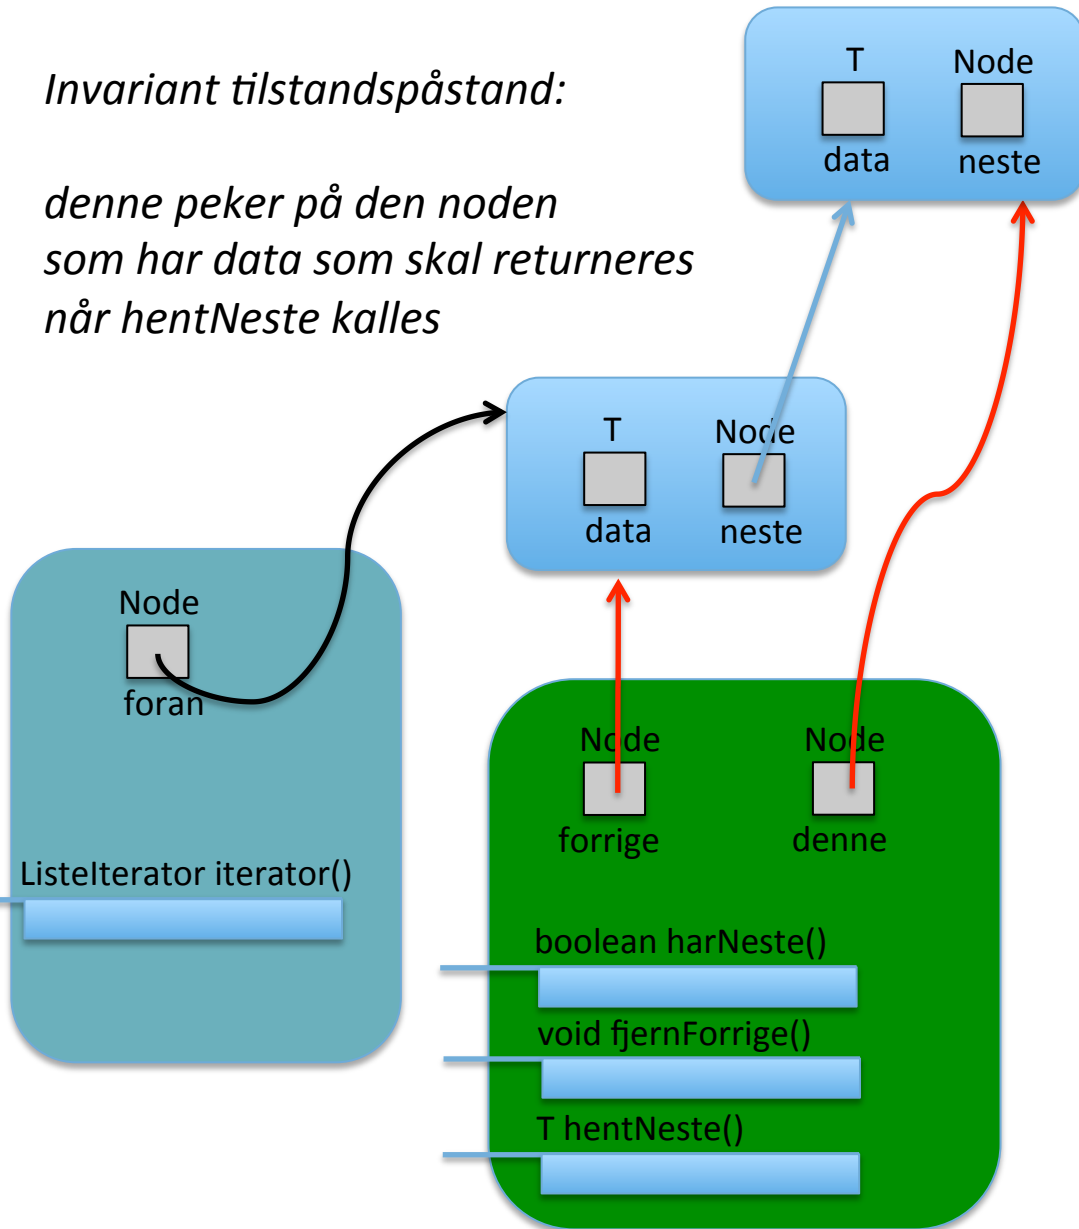 Invariant tilstandspåstand:
denne peker på den noden
som har data som skal returneres
når hentNeste kalles
T Node
data neste
T Node
data neste
Node
foran
ListeIterator iterator()
Node Node
forrige denne
boolean harNeste()
void fjernForrige()
T hentNeste()